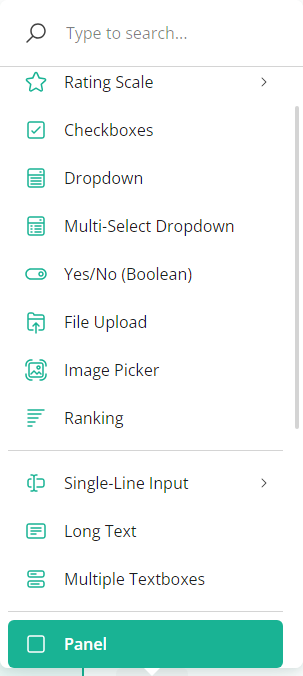 Type to search...
Rating Scale
Checkboxes
Dropdown
Multi-Select Dropdown
Yes/No (Boolean)
File Upload
Image Picker
Ranking
Single-Line Input
Long Text
Multiple Textboxes
Panel